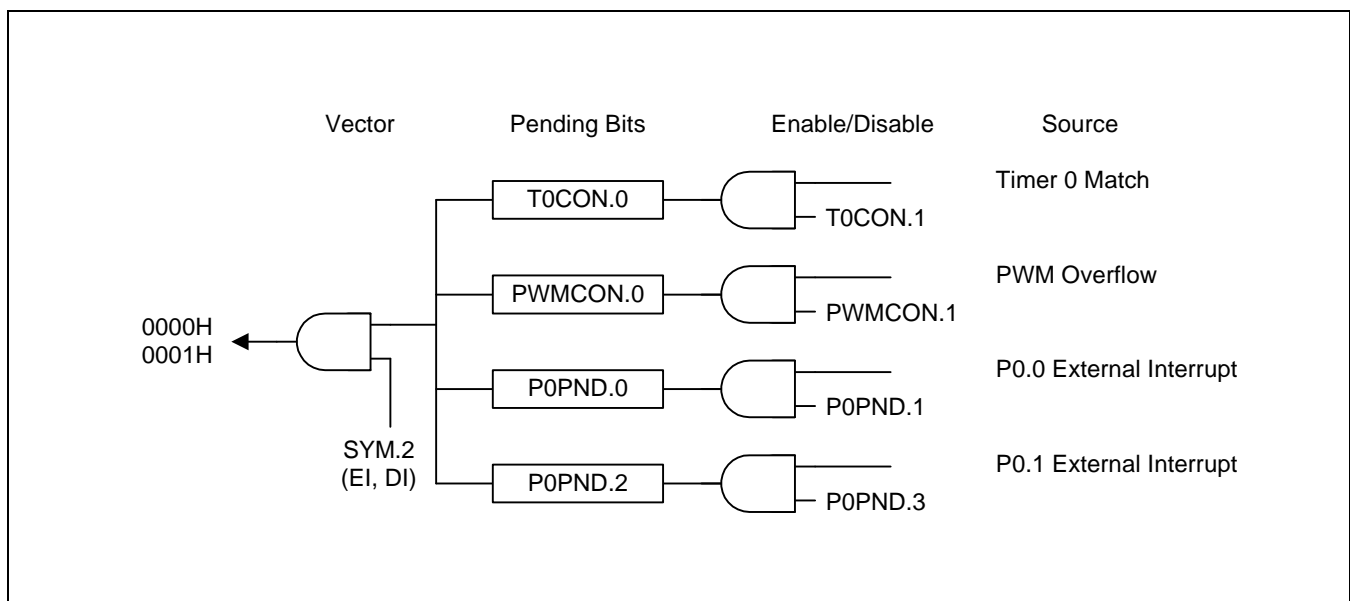 Vector Pending Bits Enable/Disable Source
T0CON.0
T0CON.1
Timer 0 Match
PWMCON.0
PWMCON.1
PWM Overflow
0000H
0001H
SYM.2
(EI, DI)
P0PND.0
P0PND.1
P0.0 External Interrupt
P0PND.2
P0PND.3
P0.1 External Interrupt